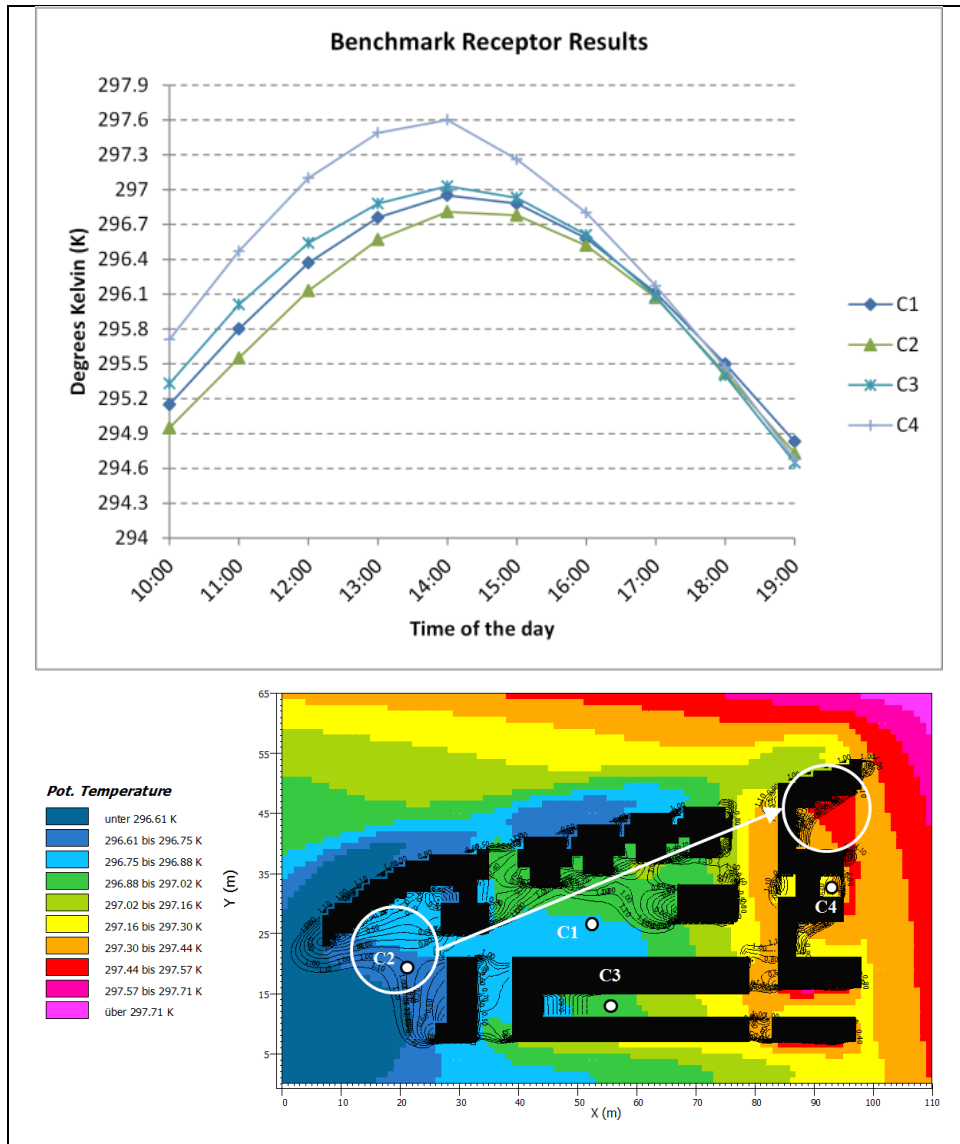 Benchmark Receptor Results
Degrees Kelvin (K)
297.9
297.6
297.3
297
296.7
296.4
296.1
295.8
295.5
295.2
294.9
294.6
294.3
294
10:00 11:00 12:00 13:00 14:00 15:00 16:00 17:00 18:00 19:00
Time of the day
C1
C2
C3
C4
Pot. Temperature
unter 296.61 K
296.61 bis 296.75 K
296.75 bis 296.88 K
296.88 bis 297.02 K
297.02 bis 297.16 K
297.16 bis 297.30 K
297.30 bis 297.44 K
297.44 bis 297.57 K
297.57 bis 297.71 K
über 297.71 K
Y (m)
65
55
45
35
25
15
5
C1
C2
C3
C4
0 10 20 30 40 50 60 70 80 90 100 110
X (m)